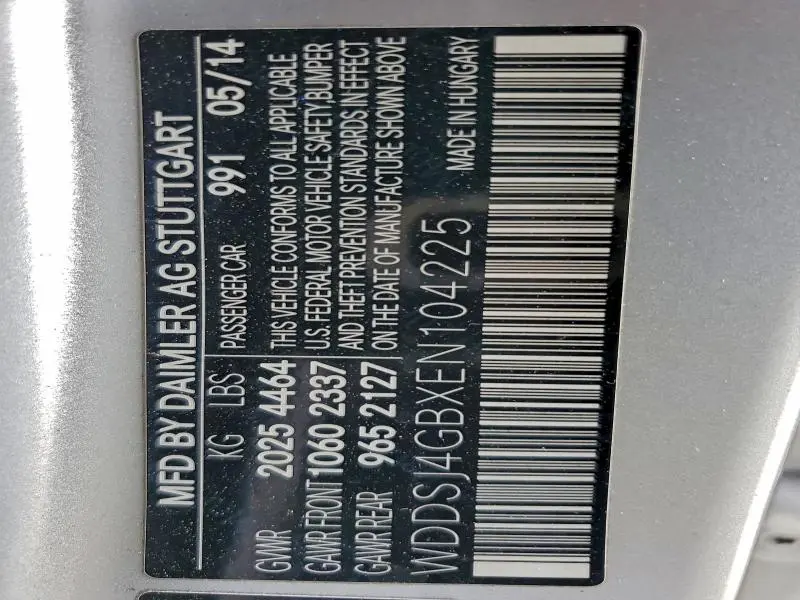 MFD BY DAIMLER AG STUTTGART
KG LBS PASSENGER CAR 991 05/14
GVWR 2025 4464 THIS VEHICLE CONFORMS TO ALL APPLICABLE
U.S. FEDERAL MOTOR VEHICLE SAFETY, BUMPER
GAWR FRONT 1060 2337 AND THEFT PREVENTION STANDARDS IN EFFECT
GAWR REAR 965 2127 ON THE DATE OF MANUFACTURE SHOWN ABOVE
WDDSJ4GBXEN104225 MADE IN HUNGARY